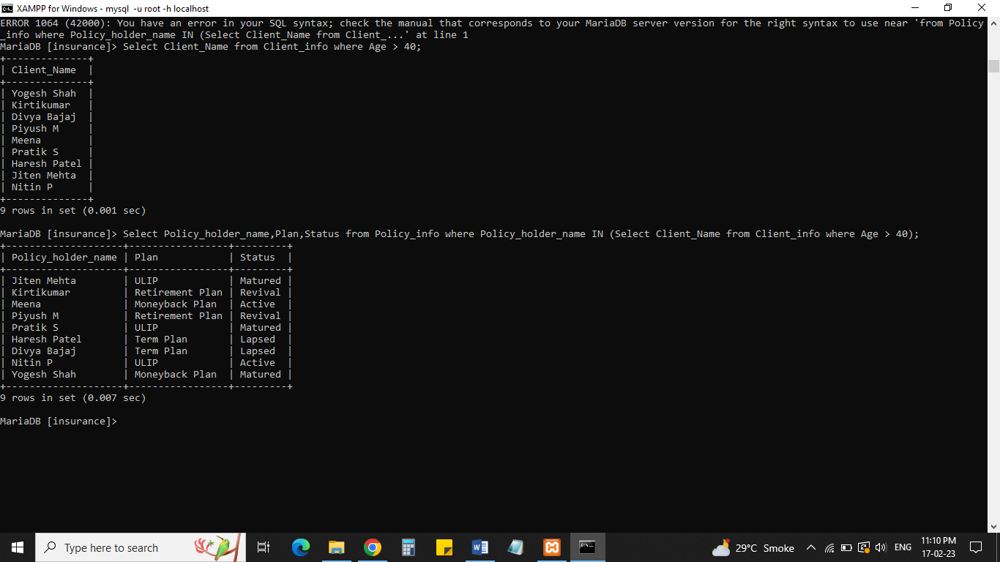 XAMPP for Windows - mysql -u root -h localhost
ERROR 1064 (42000): You have an error in your SQL syntax; check the manual that corresponds to your MariaDB server version for the right syntax to use near 'from Policy
_info where Policy_holder_name IN (Select Client_Name from Client_...' at line 1
MariaDB [insurance]> Select Client_Name from Client_info where Age > 40;
+--------------+
| Client_Name  |
+--------------+
| Yogesh Shah  |
| Kirtikumar   |
| Divya Bajaj  |
| Piyush M     |
| Meena        |
| Pratik S     |
| Haresh Patel |
| Jiten Mehta  |
| Nitin P      |
+--------------+
9 rows in set (0.001 sec)
MariaDB [insurance]> Select Policy_holder_name,Plan,Status from Policy_info where Policy_holder_name IN (Select Client_Name from Client_info where Age > 40);
+--------------------+-----------------+---------+
| Policy_holder_name | Plan            | Status  |
+--------------------+-----------------+---------+
| Jiten Mehta        | ULIP            | Matured |
| Kirtikumar         | Retirement Plan | Revival |
| Meena              | Moneyback Plan  | Active  |
| Piyush M           | Retirement Plan | Revival |
| Pratik S           | ULIP            | Matured |
| Haresh Patel       | Term Plan       | Lapsed  |
| Divya Bajaj        | Term Plan       | Lapsed  |
| Nitin P            | ULIP            | Active  |
| Yogesh Shah        | Moneyback Plan  | Matured |
+--------------------+-----------------+---------+
9 rows in set (0.007 sec)
MariaDB [insurance]>
Type here to search
29°C Smoke
ENG
11:10 PM
17-02-23